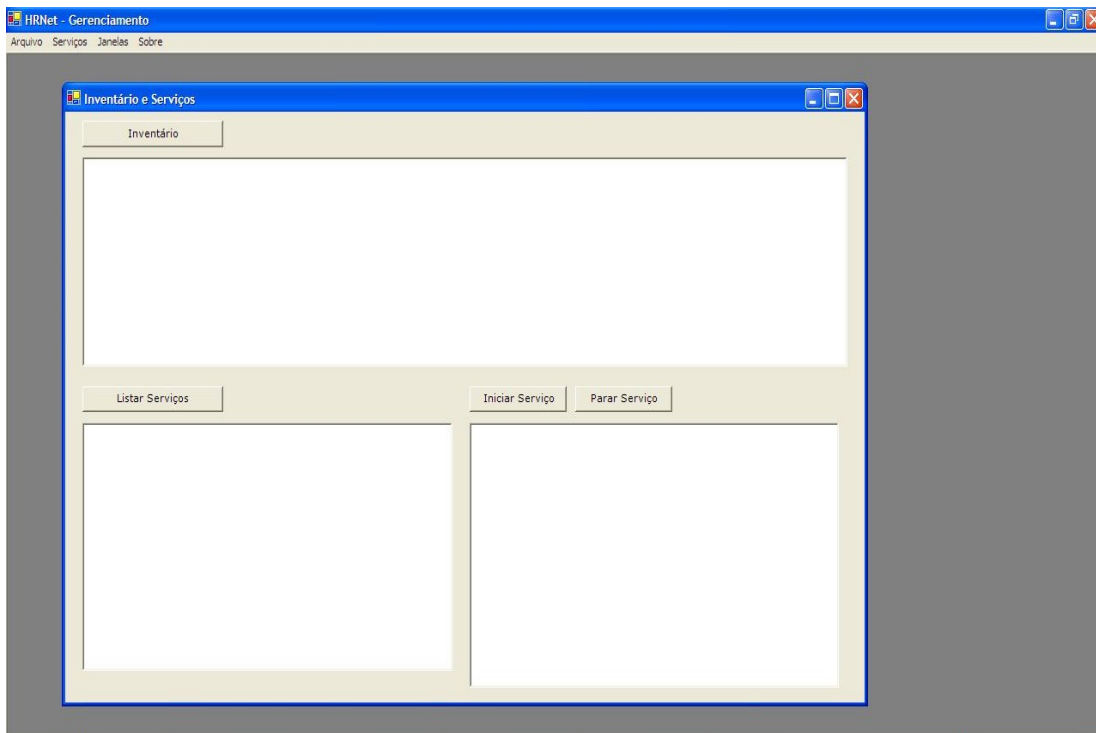 HRNet - Gerenciamento
Arquivo Serviços Janelas Sobre
Inventário e Serviços
Inventário
Listar Serviços
Iniciar Serviço Parar Serviço